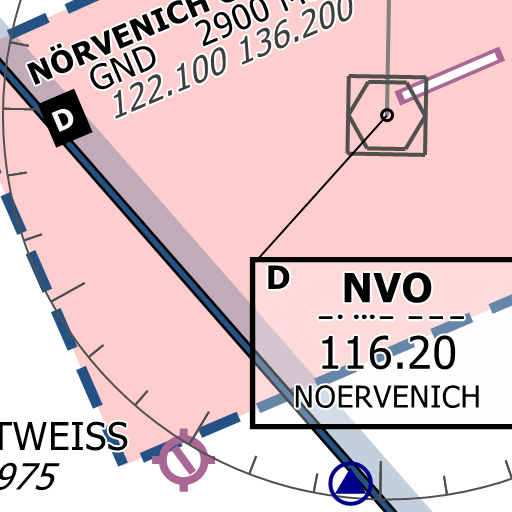 NÖRVENICH
GND 2900
122.100 136.200
D
D NVO
116.20
NOERVENICH
TWEISS
975